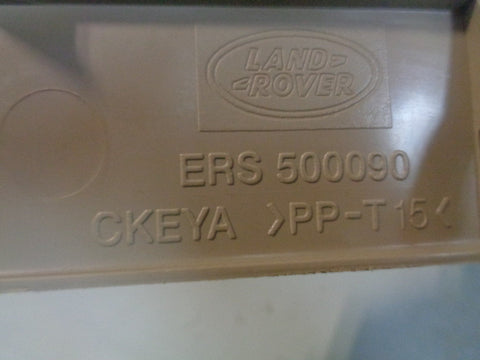 LAND
ROVER
ERS 500090
CKEYA >PP-T15<